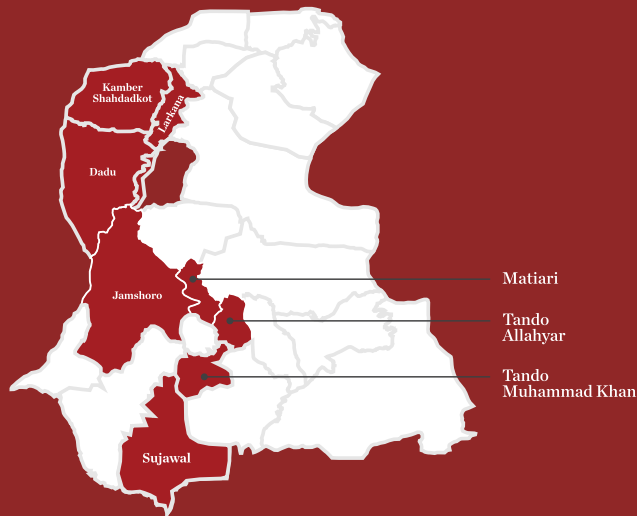 Kamber
Shahdadkot
Larkana
Dadu
Jamshoro
Matiari
Tando
Allahyar
Tando
Muhammad Khan
Sujawal